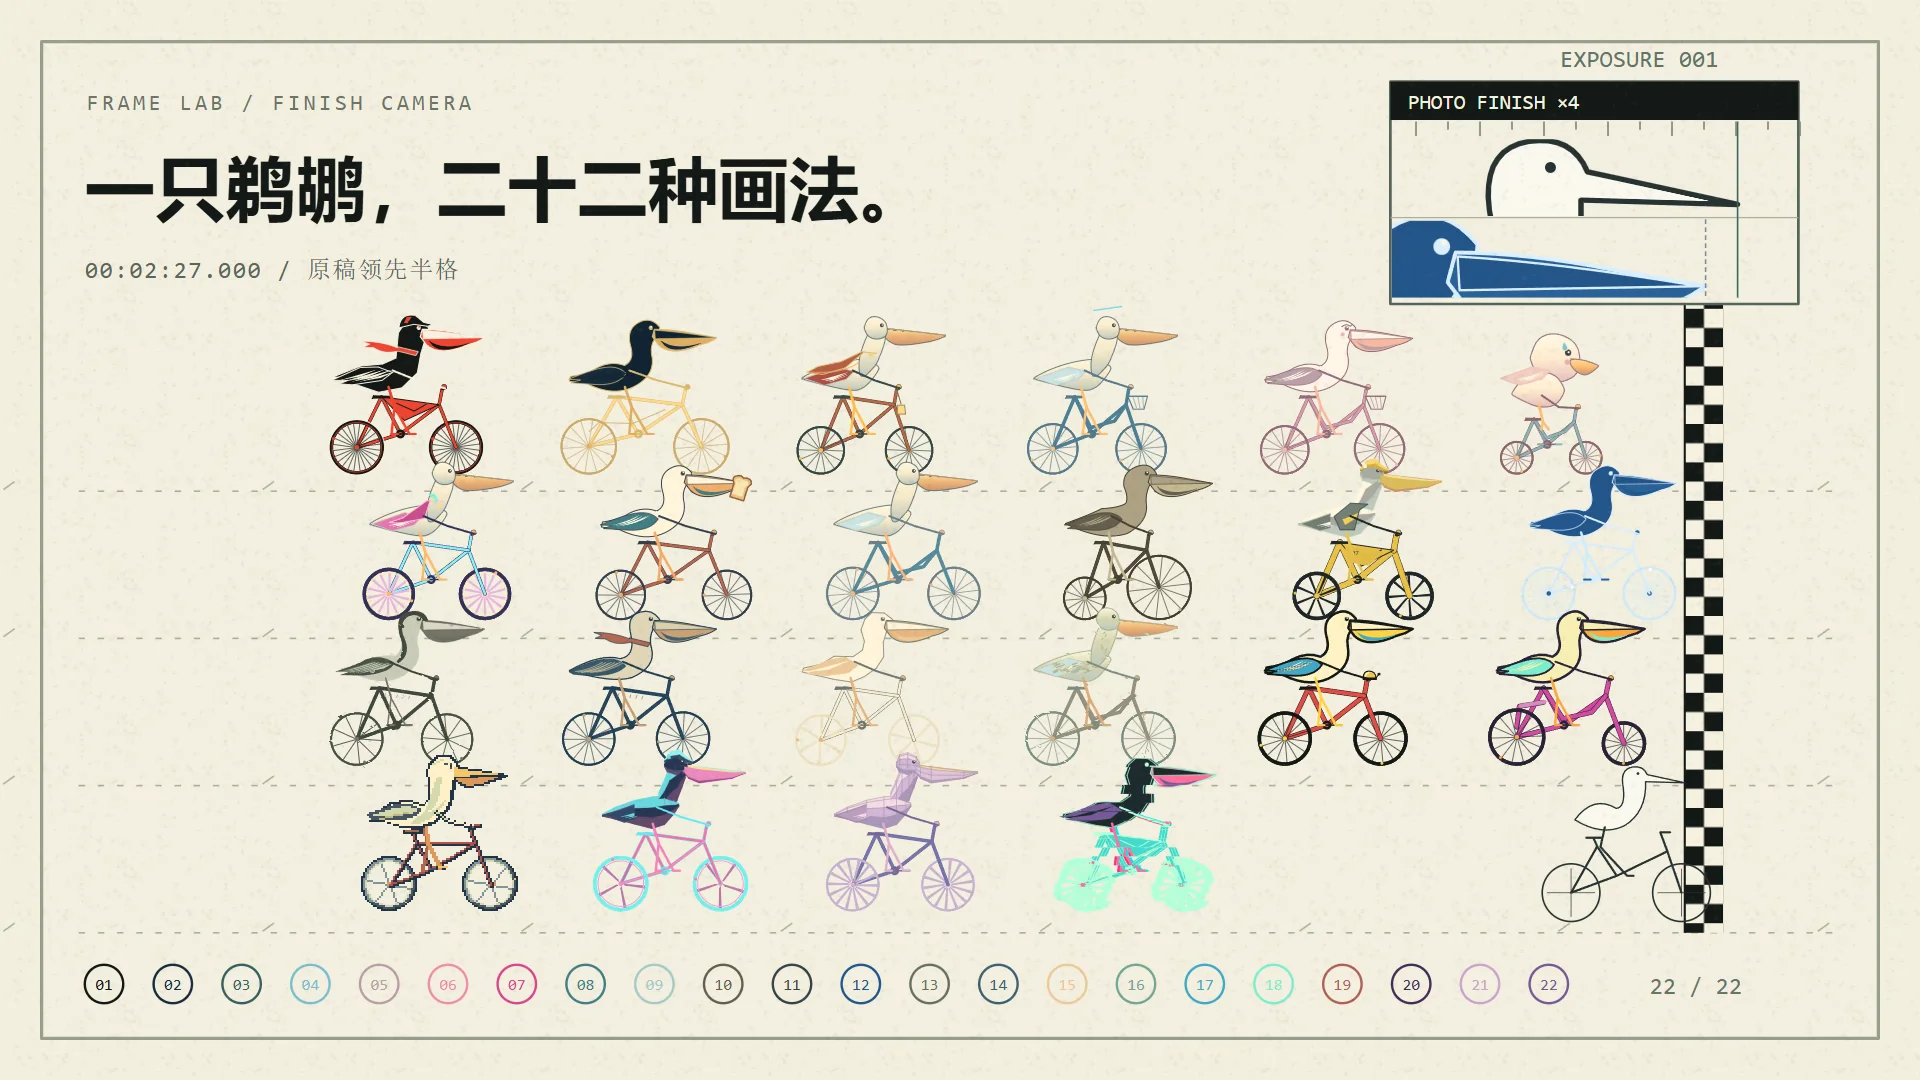 EXPOSURE 001
FRAME LAB / FINISH CAMERA
PHOTO FINISH ×4
一只鹈鹕，二十二种画法。
00:02:27.000 / 原稿领先半格
01 02 03 04 05 06 07 08 09 10 11 12 13 14 15 16 17 18 19 20 21 22
22 / 22